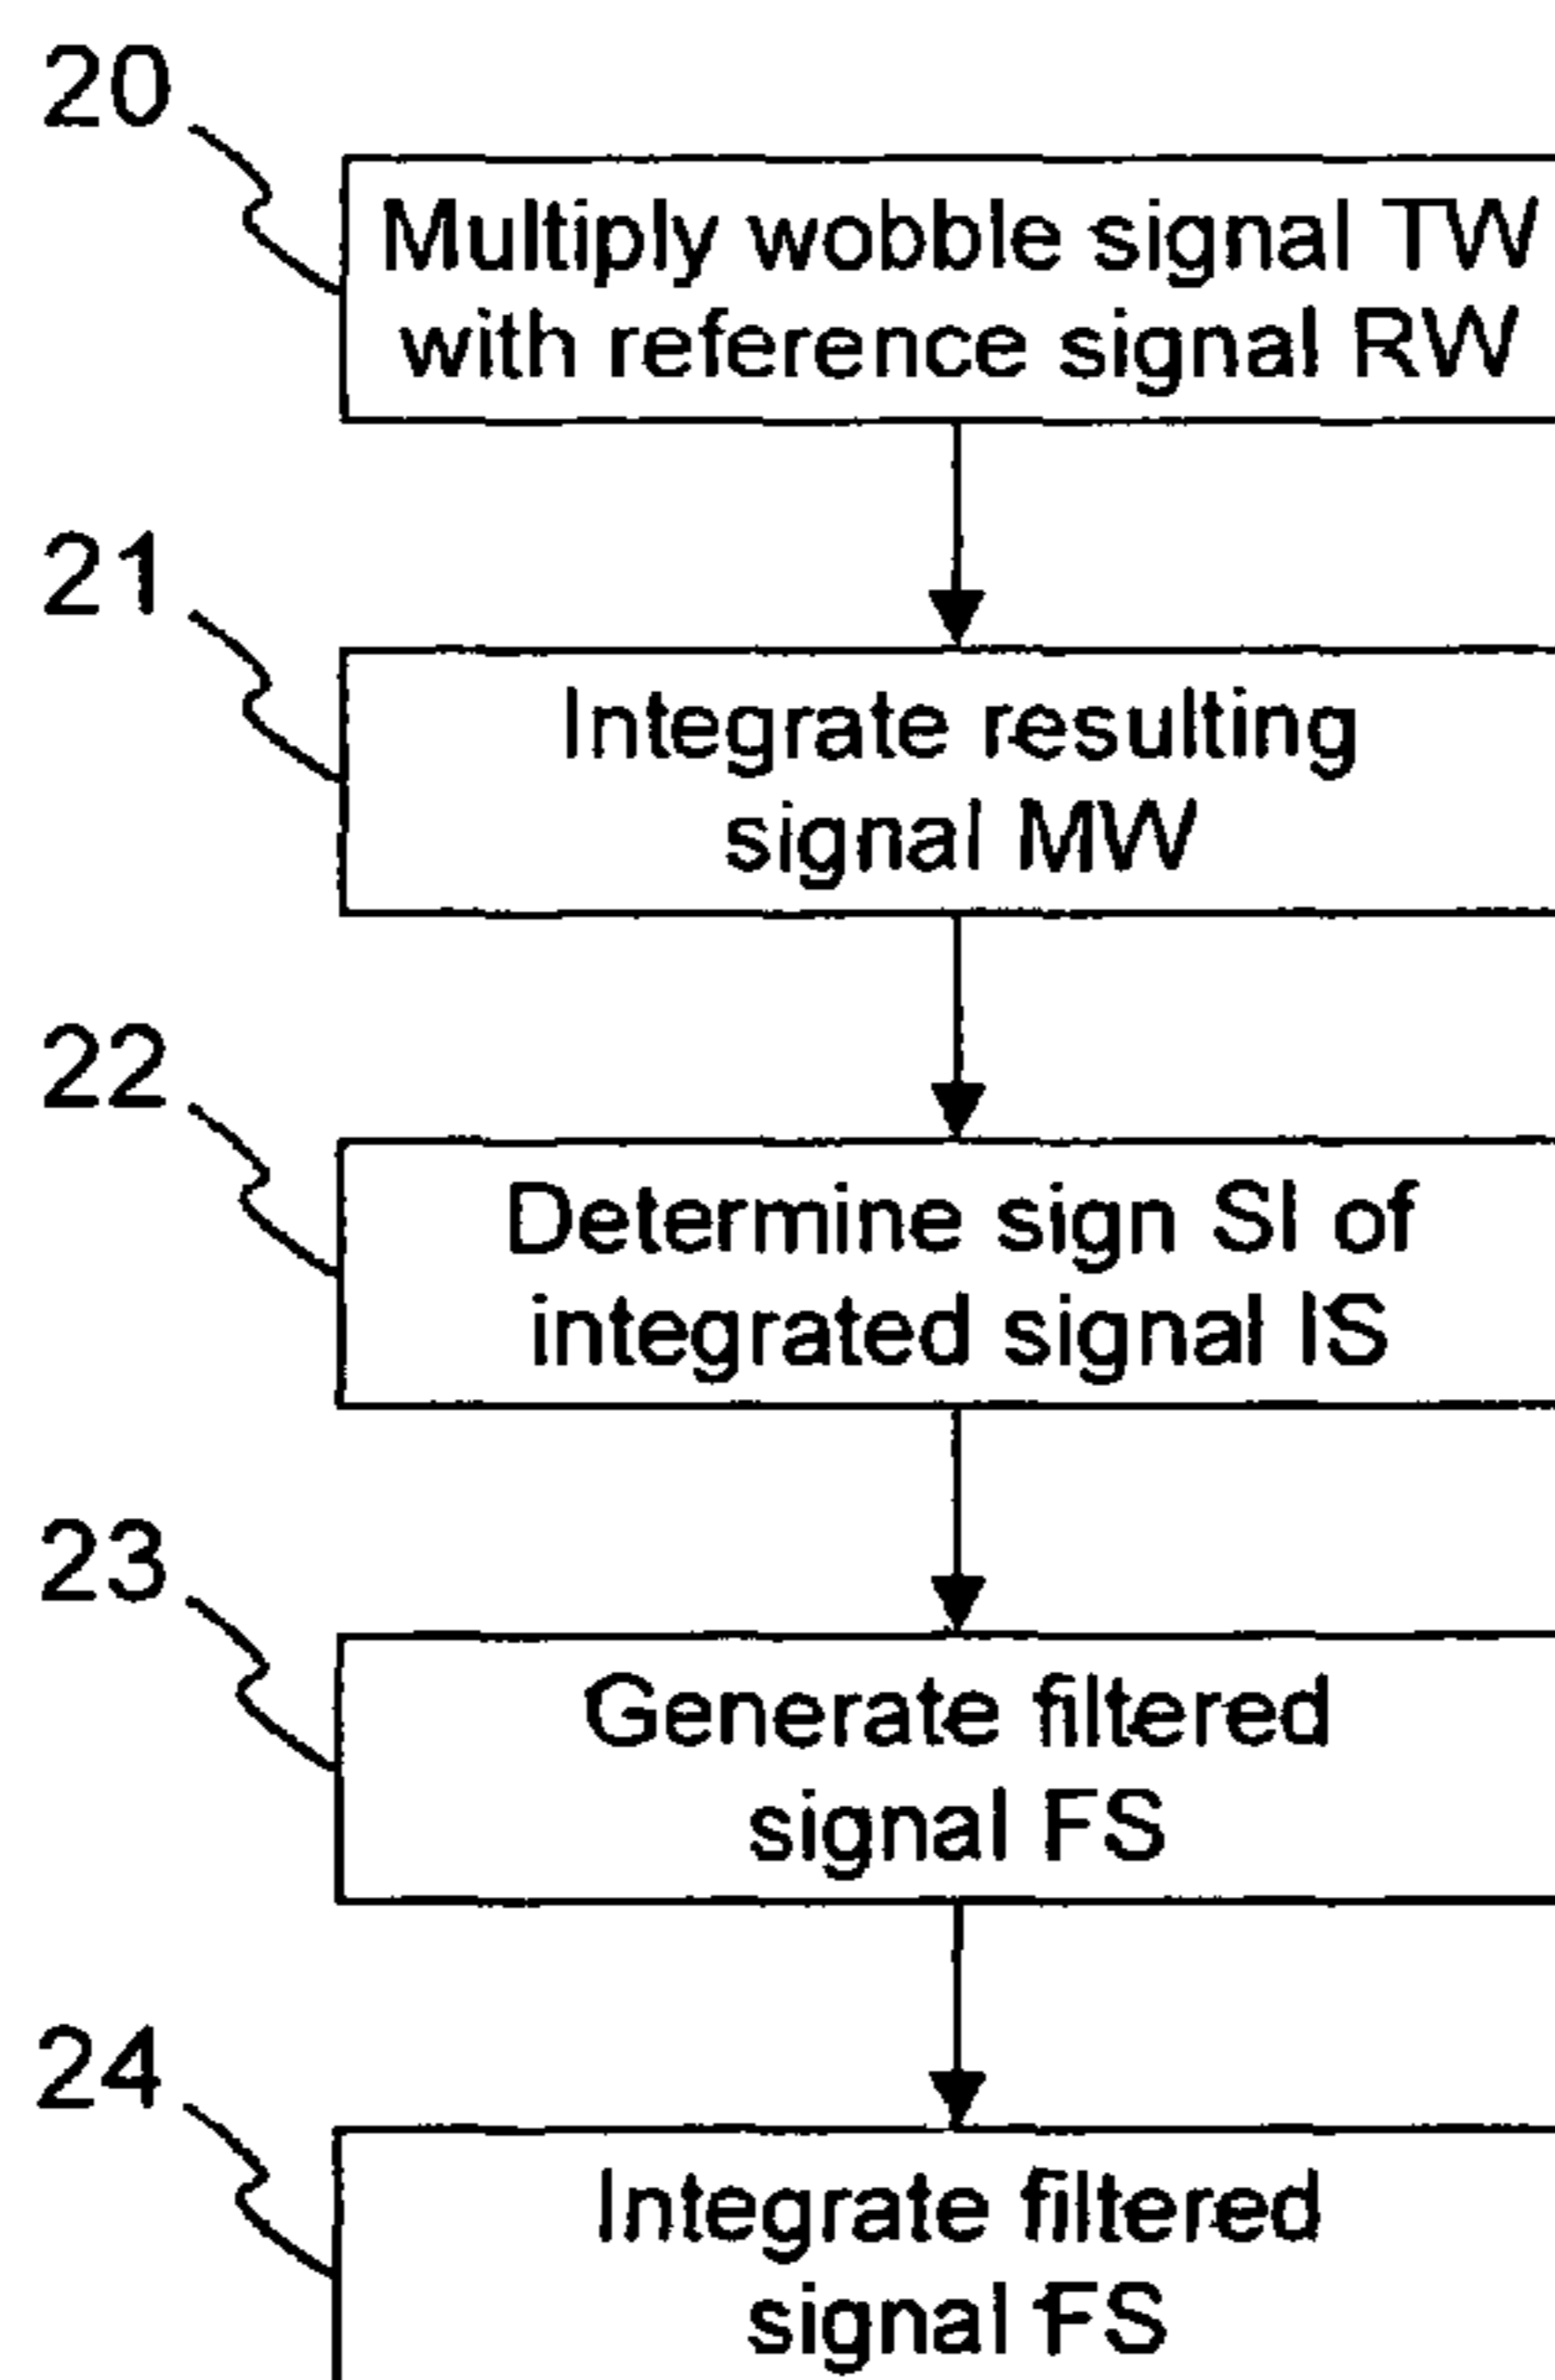 20
Multiply wobble signal TW
with reference signal RW
21
Integrate resulting
signal MW
22
Determine sign SI of
integrated signal IS
23
Generate filtered
signal FS
24
Integrate filtered
signal FS